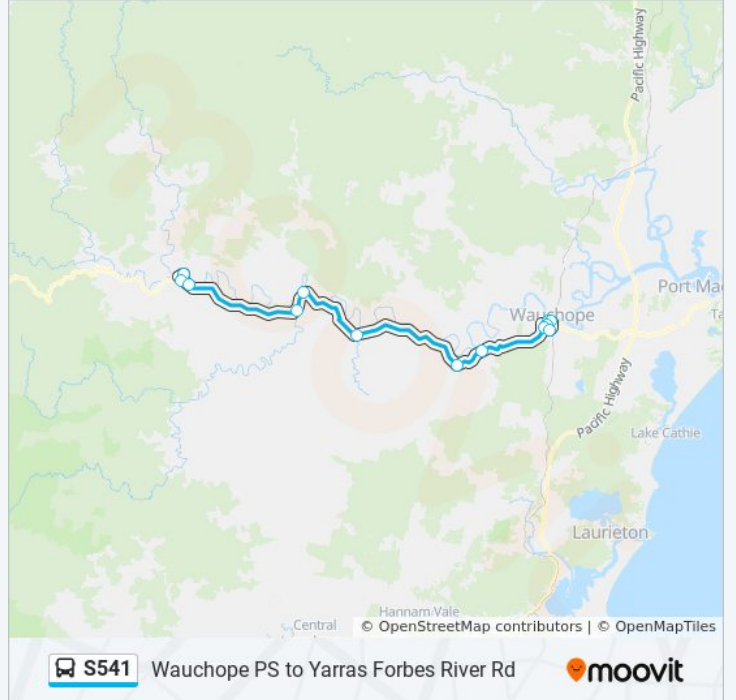 Pacific Highway
Port Mac
Wauchope
Ta
Pacific Highway
Lake Cathie
Laurieton
Hannam Vale
Central
© OpenStreetMap contributors | © OpenMapTiles
S541 Wauchope PS to Yarras Forbes River Rd moovit